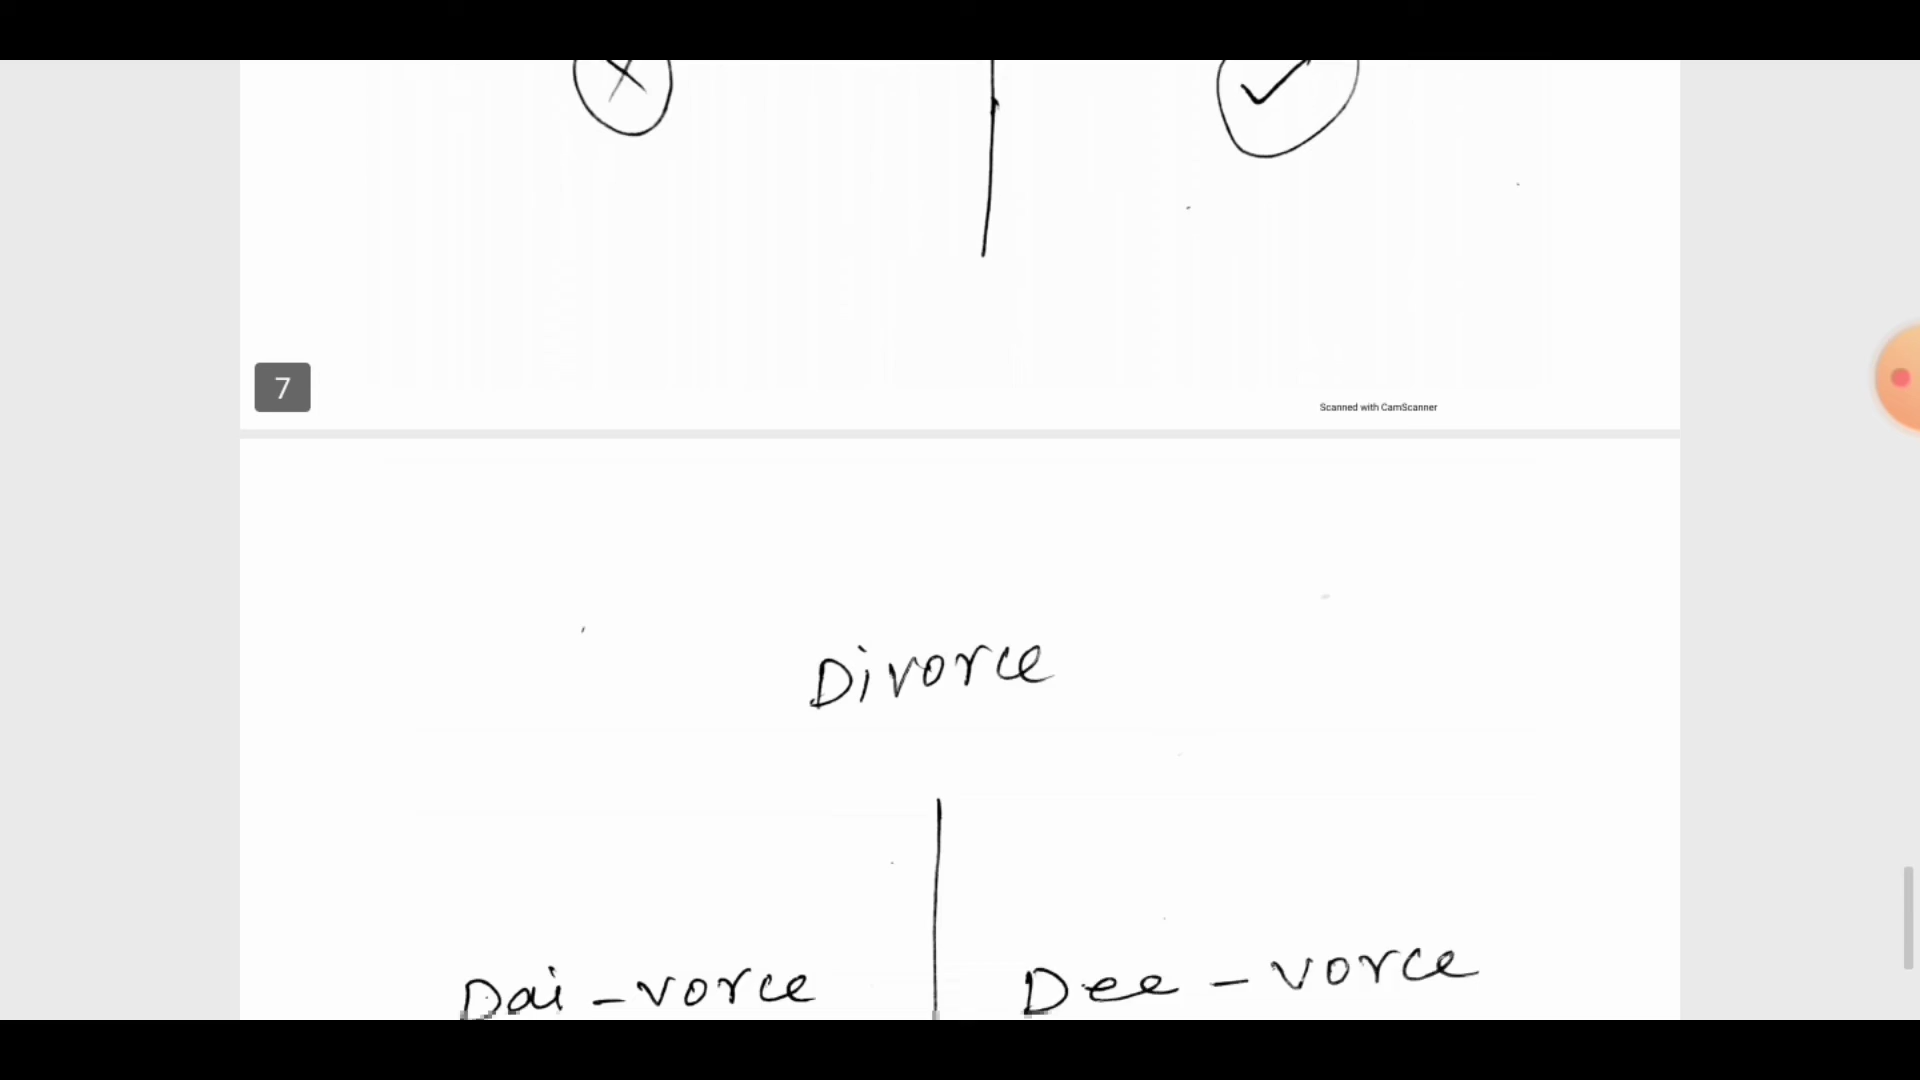 7
Scanned with CamScanner
Divorce
Dai - vorce
Dee - vorce